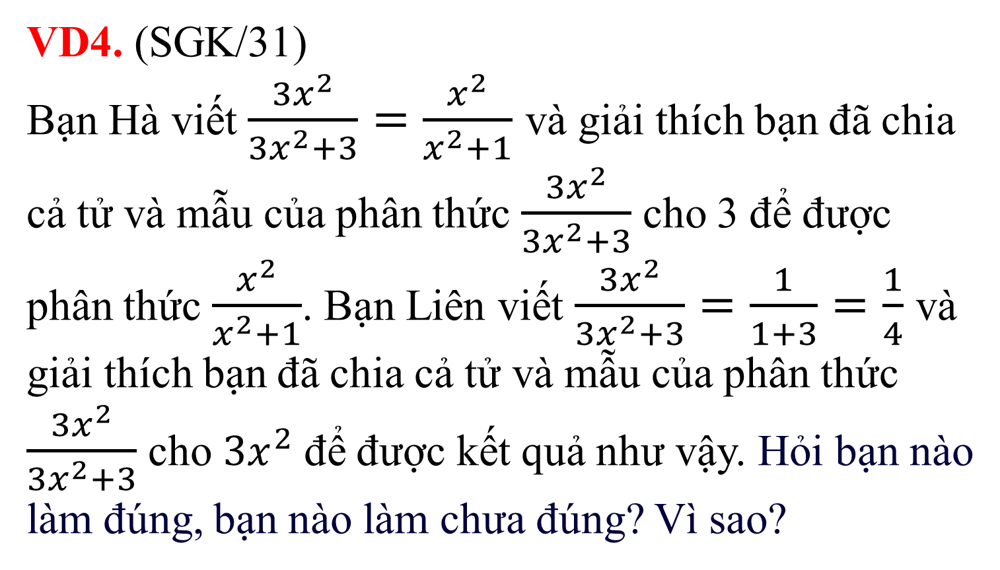 VD4. (SGK/31)
Bạn Hà viết $\frac{3x^2}{3x^2+3} = \frac{x^2}{x^2+1}$ và giải thích bạn đã chia
cả tử và mẫu của phân thức $\frac{3x^2}{3x^2+3}$ cho 3 để được
phân thức $\frac{x^2}{x^2+1}$. Bạn Liên viết $\frac{3x^2}{3x^2+3} = \frac{1}{1+3} = \frac{1}{4}$ và
giải thích bạn đã chia cả tử và mẫu của phân thức
$\frac{3x^2}{3x^2+3}$ cho $3x^2$ để được kết quả như vậy. Hỏi bạn nào
làm đúng, bạn nào làm chưa đúng? Vì sao?